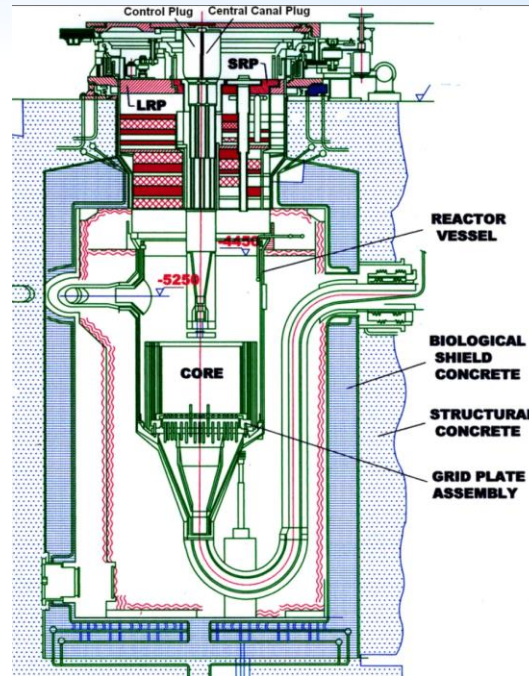 Control Plug
Central Canal Plug
LRP
SRP
-4450
-5250
REACTOR
VESSEL
CORE
BIOLOGICAL
SHIELD
CONCRETE
STRUCTURAL
CONCRETE
GRID PLATE
ASSEMBLY